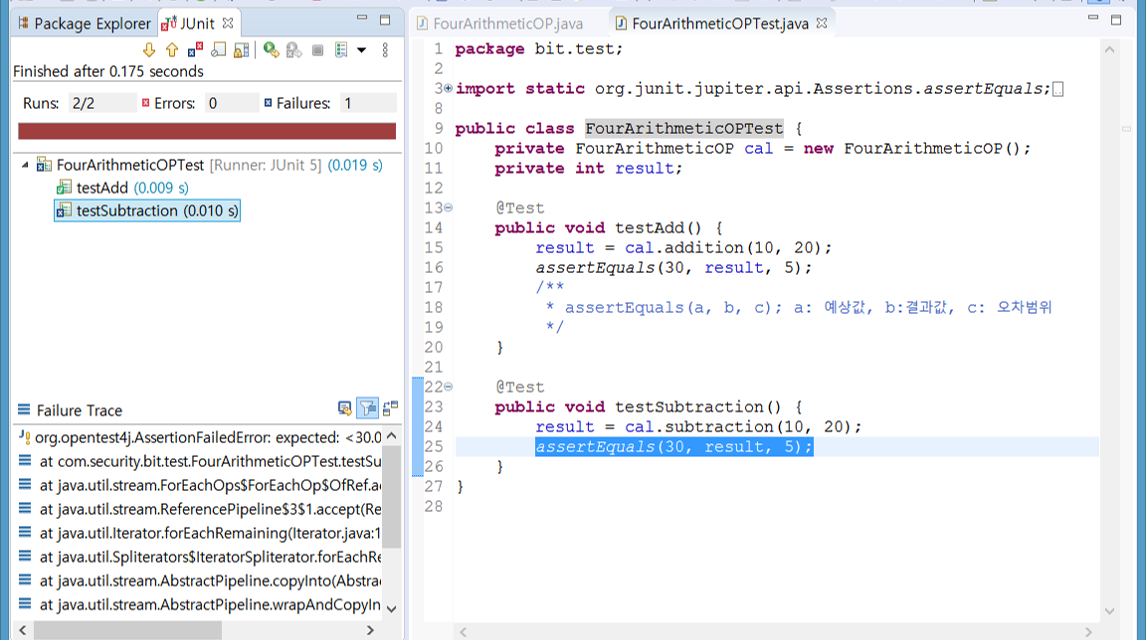 Package Explorer
JUnit
Finished after 0.175 seconds
Runs: 2/2 Errors: 0 Failures: 1
FourArithmeticOPTest [Runner: JUnit 5] (0.019 s)
testAdd (0.009 s)
testSubtraction (0.010 s)
Failure Trace
org.opentest4j.AssertionFailedError: expected: <30.0
at com.security.bit.test.FourArithmeticOPTest.testSu
at java.util.stream.ForEachOps$ForEachOp$OfRef.a
at java.util.stream.ReferencePipeline$3$1.accept(Re
at java.util.Iterator.forEachRemaining(Iterator.java:1
at java.util.Spliterators$IteratorSpliterator.forEachRe
at java.util.stream.AbstractPipeline.copyInto(Abstra
at java.util.stream.AbstractPipeline.wrapAndCopyIn
FourArithmeticOP.java
FourArithmeticOPTest.java
1 package bit.test;
2
3 import static org.junit.jupiter.api.Assertions.assertEquals;
8
9 public class FourArithmeticOPTest {
10 private FourArithmeticOP cal = new FourArithmeticOP();
11 private int result;
12
13 @Test
14 public void testAdd() {
15 result = cal.addition(10, 20);
16 assertEquals(30, result, 5);
17 /**
18 * assertEquals(a, b, c); a: 예상값, b:결과값, c: 오차범위
19 */
20 }
21
22 @Test
23 public void testSubtraction() {
24 result = cal.subtraction(10, 20);
25 assertEquals(30, result, 5);
26 }
27 }
28